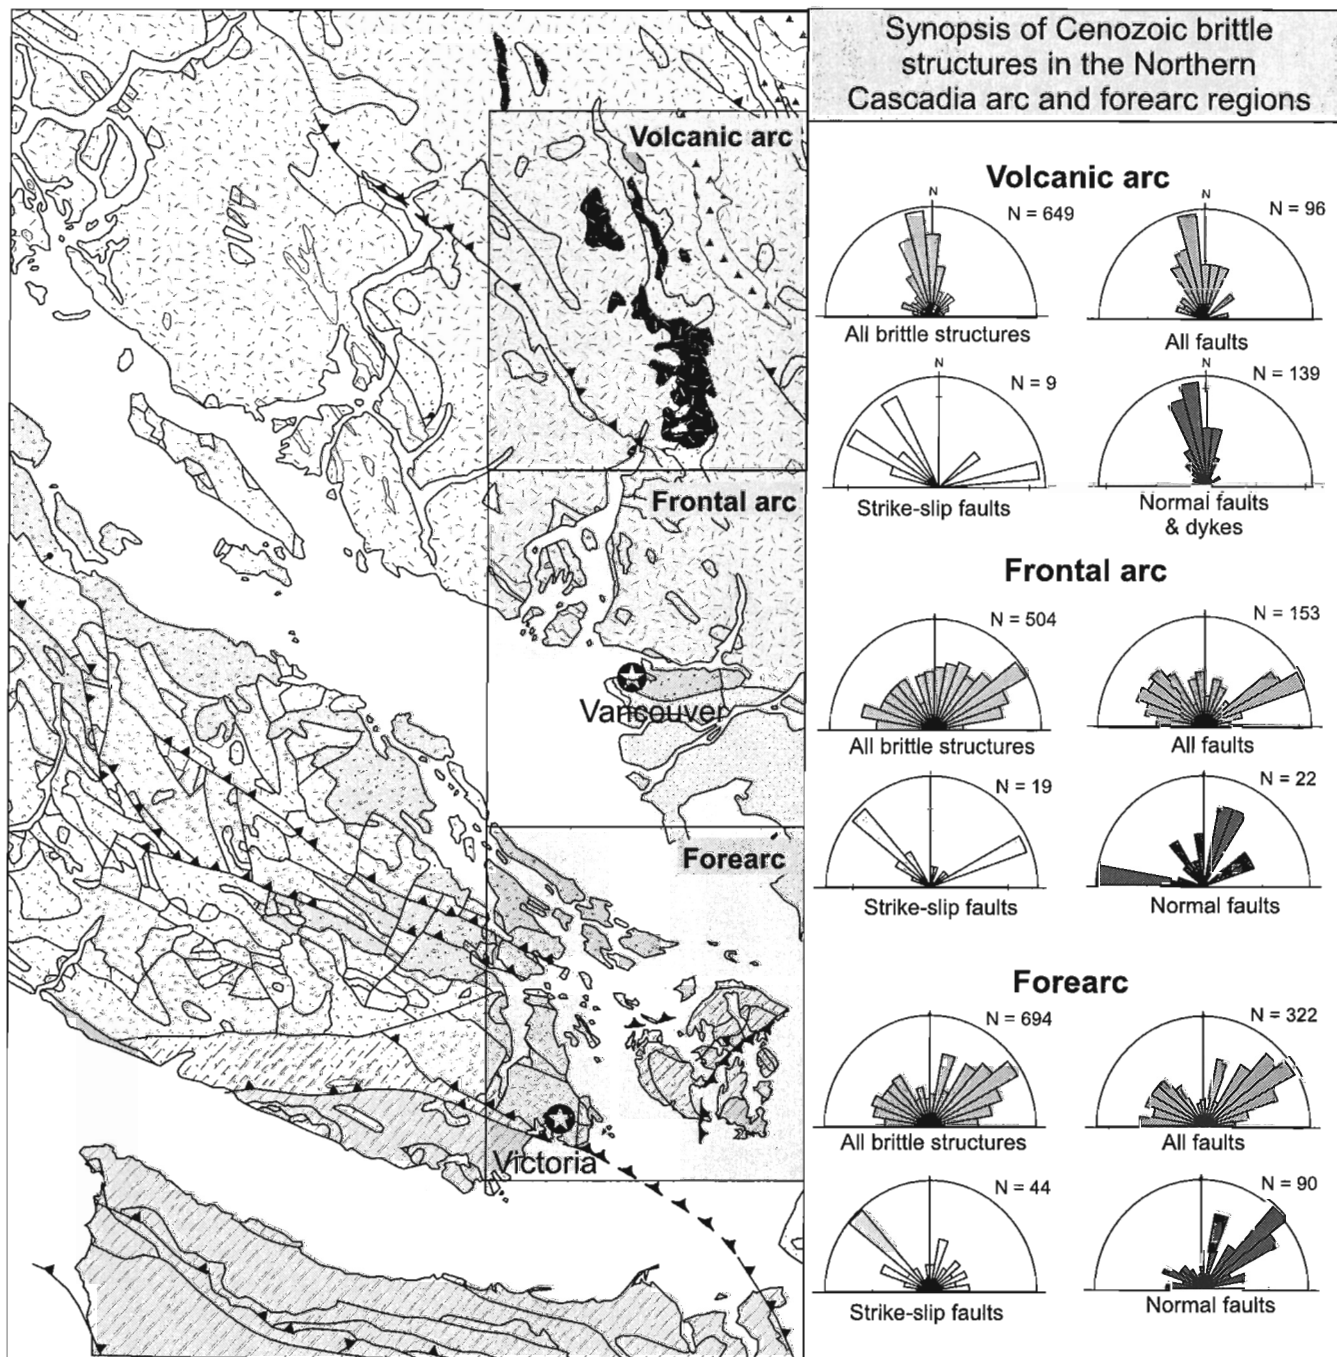 Synopsis of Cenozoic brittle
structures in the Northern
Cascadia arc and forearc regions
Volcanic arc
Frontal arc
Vancouver
Forearc
Victoria
Volcanic arc
N
N = 649
All brittle structures
N
N = 96
All faults
N
N = 9
Strike-slip faults
N
N = 139
Normal faults
& dykes
Frontal arc
N = 504
All brittle structures
N = 153
All faults
N = 19
Strike-slip faults
N = 22
Normal faults
Forearc
N = 694
All brittle structures
N = 322
All faults
N = 44
Strike-slip faults
N = 90
Normal faults